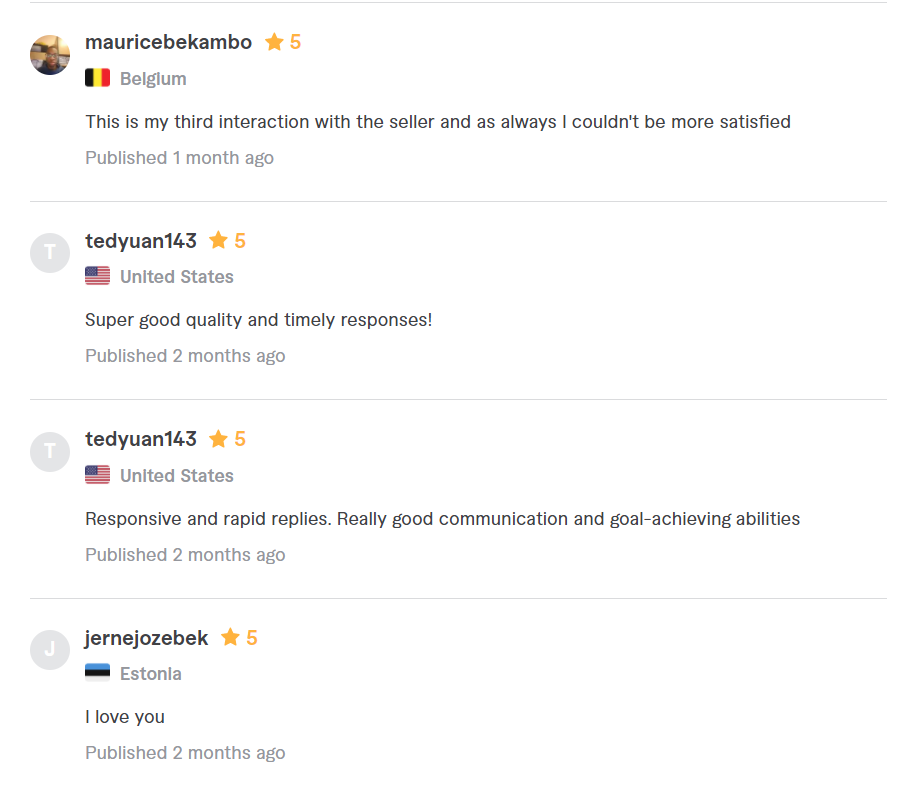 mauricebekambo 5
Belgium
This is my third interaction with the seller and as always I couldn't be more satisfied
Published 1 month ago
T
tedyuan143 5
United States
Super good quality and timely responses!
Published 2 months ago
T
tedyuan143 5
United States
Responsive and rapid replies. Really good communication and goal-achieving abilities
Published 2 months ago
J
jernejozebek 5
Estonia
I love you
Published 2 months ago